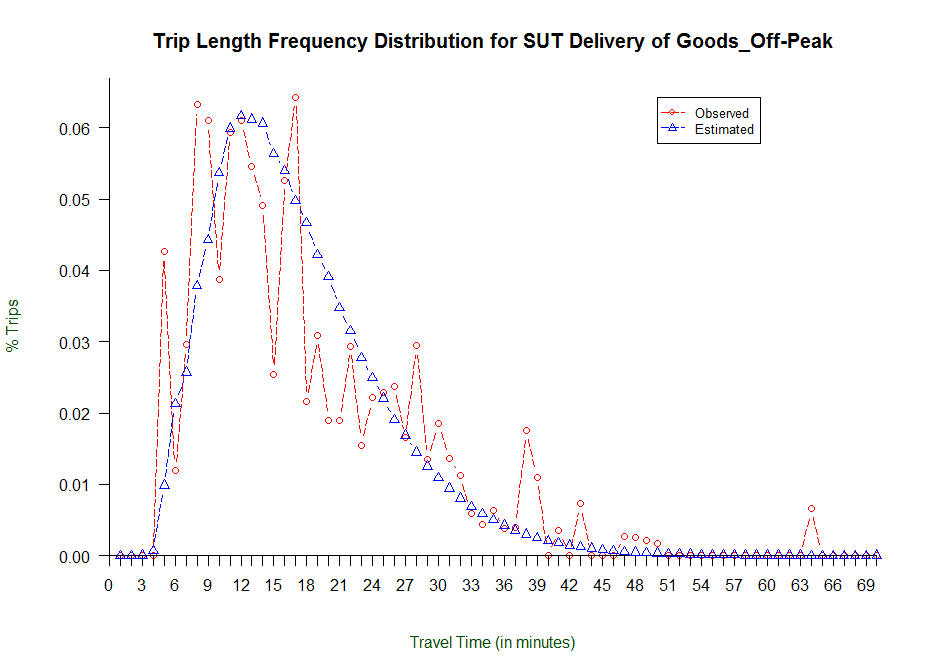 Trip Length Frequency Distribution for SUT Delivery of Goods_Off-Peak
Observed
Estimated
0.06
0.05
0.04
0.03
0.02
0.01
0.00
% Trips
0 3 6 9 12 15 18 21 24 27 30 33 36 39 42 45 48 51 54 57 60 63 66 69
Travel Time (in minutes)